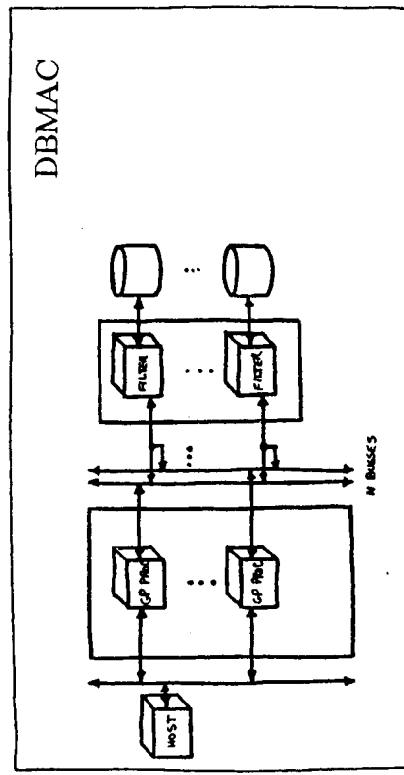 DBMAC
HOST
GP PROC
GP PROC
N BUSSES
FILTER
FILTER